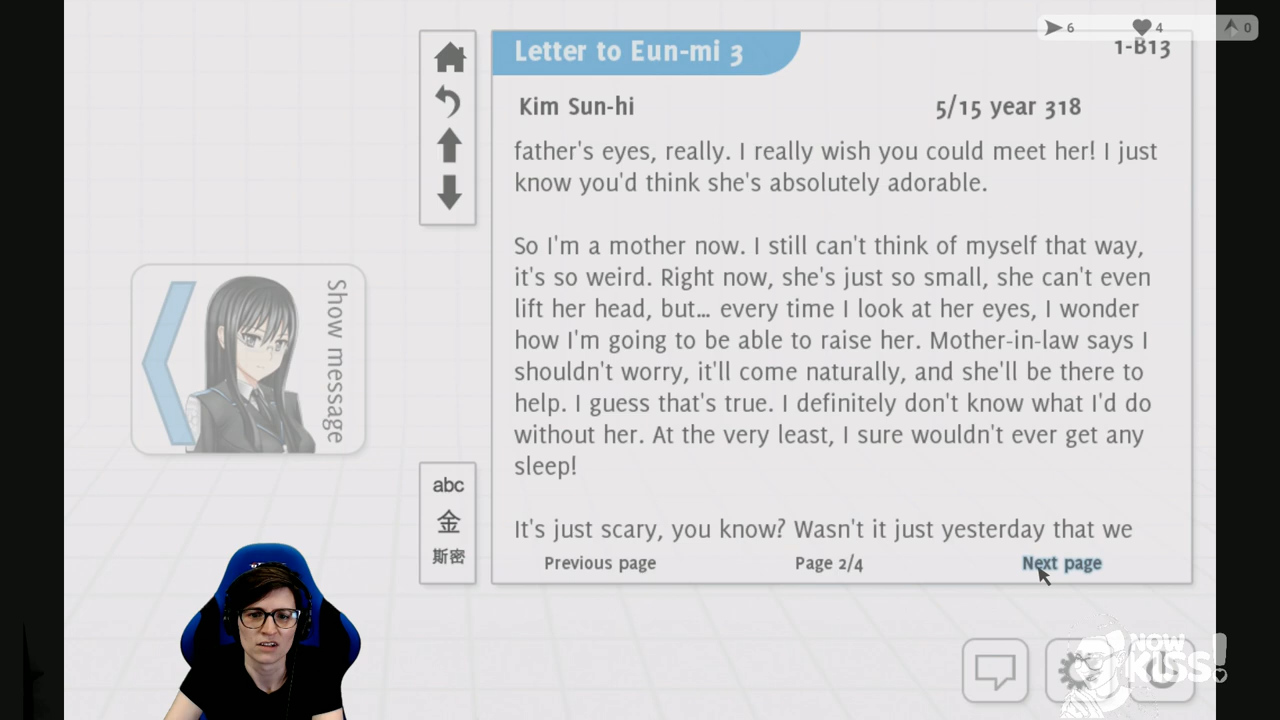 6
4
0
Letter to Eun-mi 3
1-B13
Kim Sun-hi
5/15 year 318
father's eyes, really. I really wish you could meet her! I just
know you'd think she's absolutely adorable.
So I'm a mother now. I still can't think of myself that way,
it's so weird. Right now, she's just so small, she can't even
lift her head, but... every time I look at her eyes, I wonder
how I'm going to be able to raise her. Mother-in-law says I
shouldn't worry, it'll come naturally, and she'll be there to
help. I guess that's true. I definitely don't know what I'd do
without her. At the very least, I sure wouldn't ever get any
sleep!
It's just scary, you know? Wasn't it just yesterday that we
Previous page
Page 2/4
Next page
Show message
abc
金
斯密
NOW
KISS!